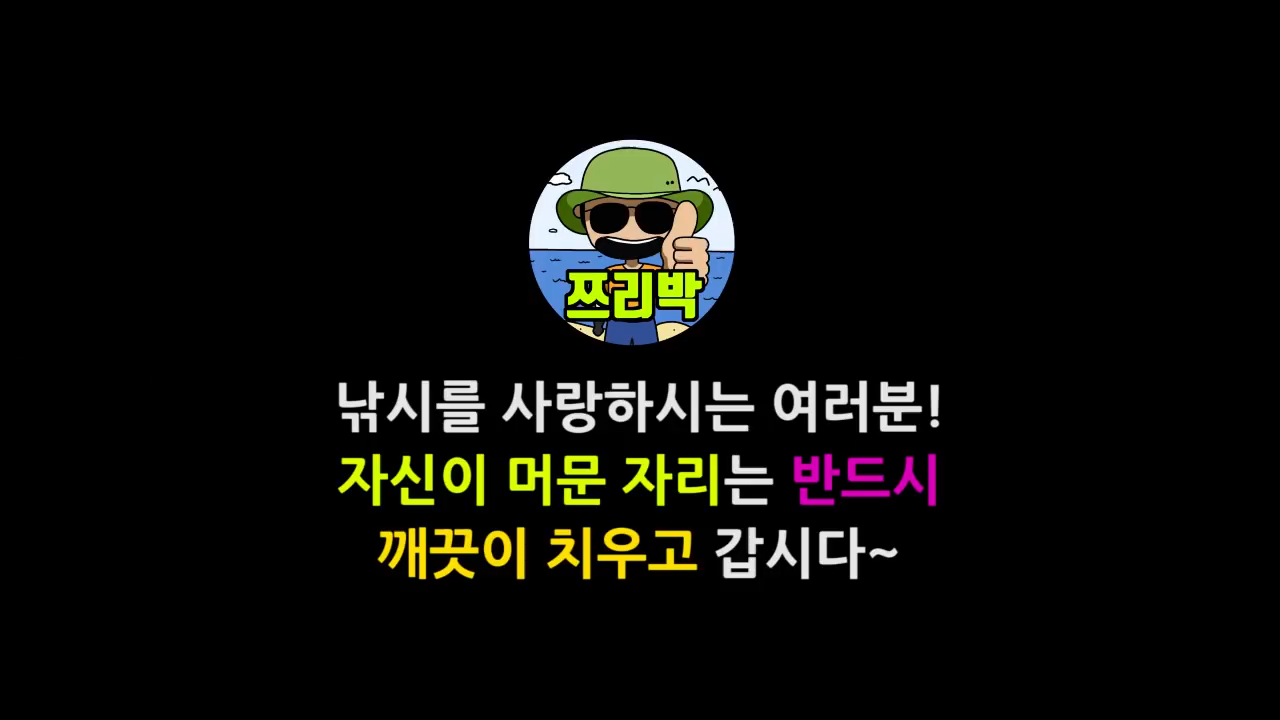 쯔리박
낚시를 사랑하시는 여러분!
자신이 머문 자리는 반드시
깨끗이 치우고 갑시다~